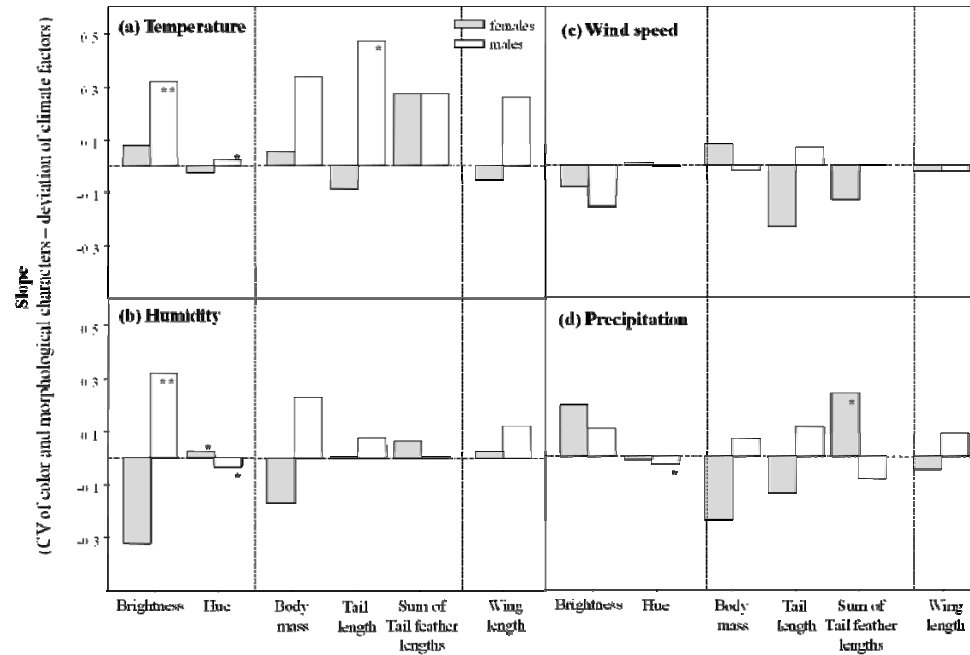 (a) Temperature
females
males
(c) Wind speed
0.5
0.3
0.1
-0.1
-0.3
**
*
*
(b) Humidity
(d) Precipitation
0.5
0.3
0.1
-0.1
-0.3
**
*
*
*
*
Slope
(CV of color and morphological characters – deviation of climate factors)
Brightness
Hue
Body
mass
Tail
length
Sum of
Tail feather
lengths
Wing
length
Brightness
Hue
Body
mass
Tail
length
Sum of
Tail feather
lengths
Wing
length